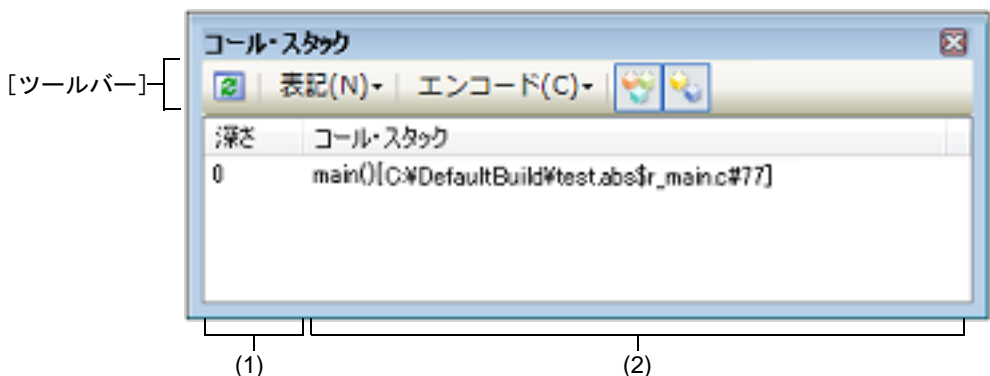 コール・スタック
[ツールバー]
表記(N) エンコード(C)
深さ コール・スタック
0 main()[C:¥DefaultBuild¥test.abs$r_main.c#77]
(1) (2)